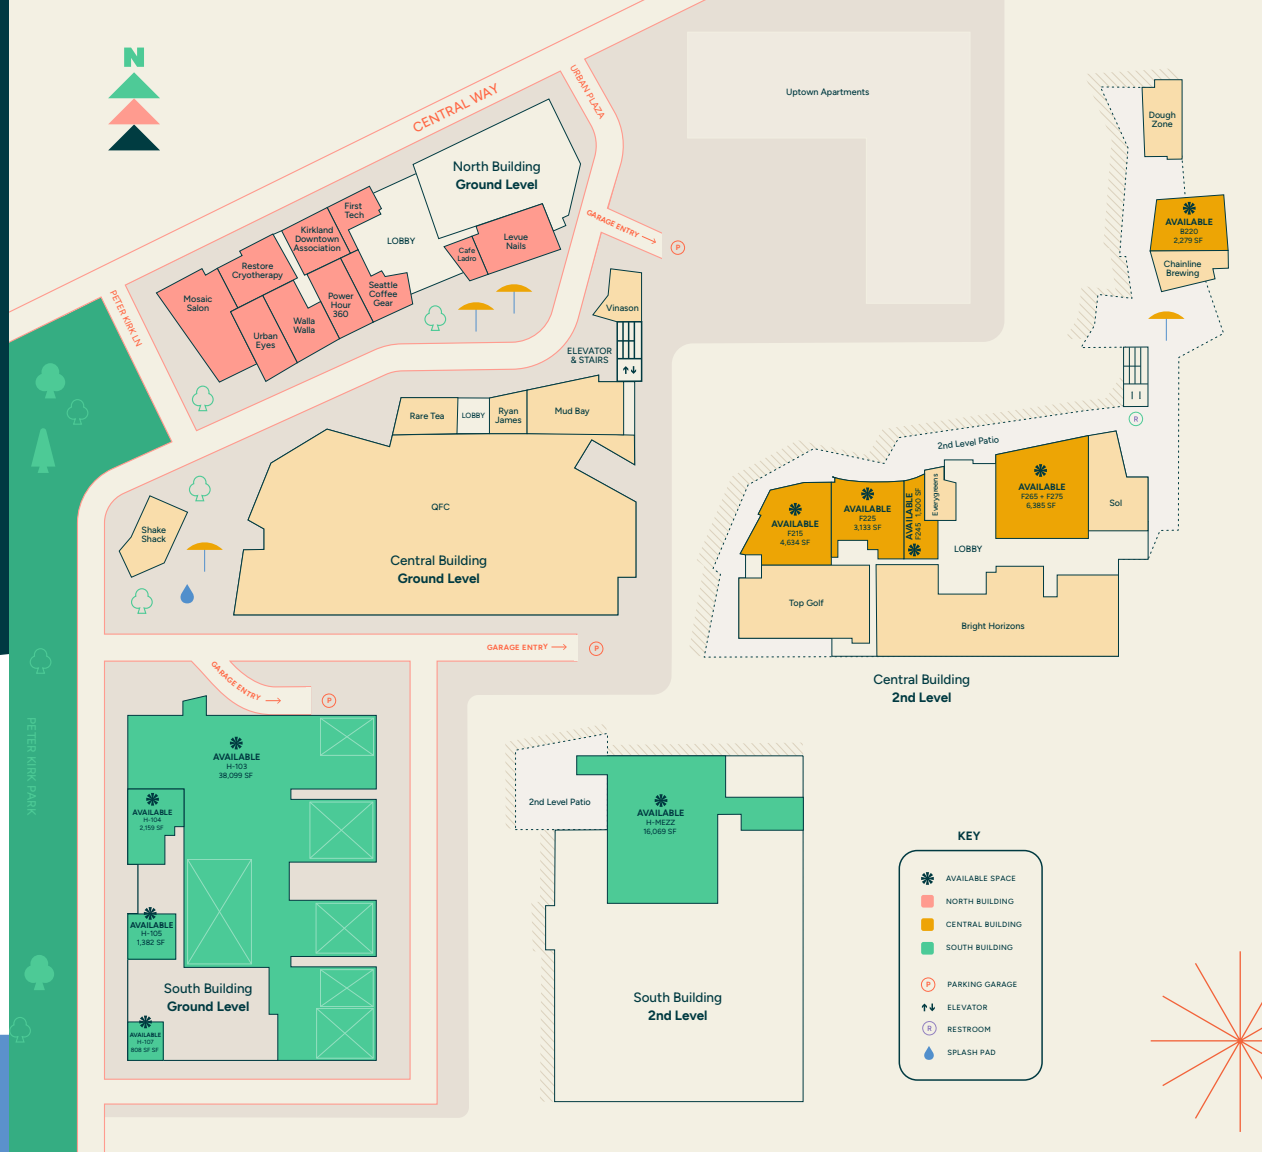 N
CENTRAL WAY
URBAN PLAZA
Uptown Apartments
Dough
Zone
North Building
Ground Level
First
Tech
Kirkland
Downtown
Association
LOBBY
Levue
Nails
Cafe
Ladro
GARAGE ENTRY
P
AVAILABLE
B220
2,279 SF
Chainline
Brewing
Restore
Cryotherapy
Mosaic
Salon
Seattle
Coffee
Gear
Power
Hour
360
Walla
Walla
Urban
Eyes
PETER KIRK LN
Vinason
ELEVATOR
& STAIRS
Rare Tea
LOBBY
Ryan
James
Mud Bay
R
2nd Level Patio
QFC
Central Building
Ground Level
Shake
Shack
AVAILABLE
F215
4,634 SF
AVAILABLE
F225
3,133 SF
AVAILABLE
F245 1,500 SF
Everygreens
AVAILABLE
F265 + F275
6,385 SF
Sol
LOBBY
Top Golf
Bright Horizons
Central Building
2nd Level
GARAGE ENTRY
P
GARAGE ENTRY
P
PETER KIRK PARK
AVAILABLE
H-103
38,099 SF
AVAILABLE
H-104
2,159 SF
AVAILABLE
H-105
1,382 SF
South Building
Ground Level
AVAILABLE
H-107
808 SF SF
2nd Level Patio
AVAILABLE
H-MEZZ
16,069 SF
South Building
2nd Level
KEY
AVAILABLE SPACE
NORTH BUILDING
CENTRAL BUILDING
SOUTH BUILDING
P PARKING GARAGE
ELEVATOR
R RESTROOM
SPLASH PAD